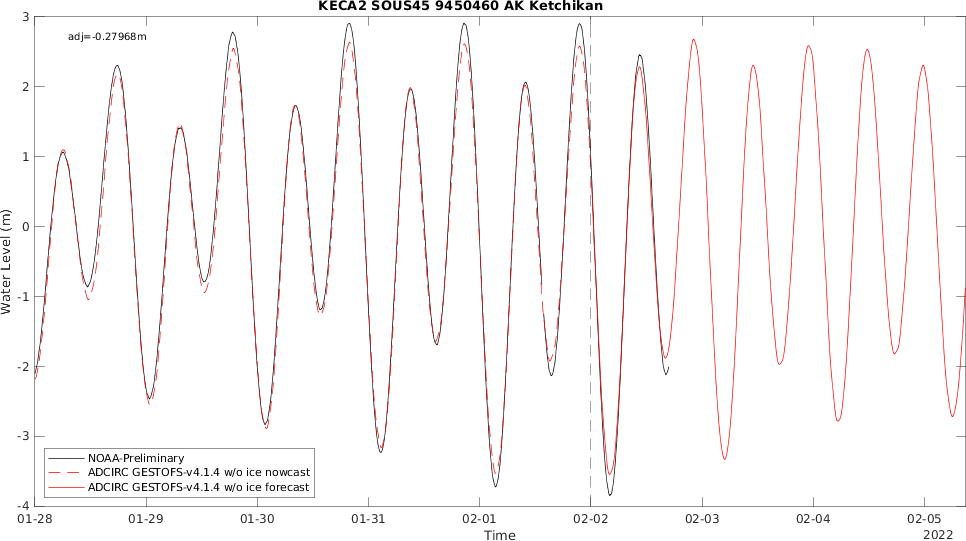 KECA2 SOUS45 9450460 AK Ketchikan
adj=-0.27968m
3
2
1
0
-1
-2
-3
-4
Water Level (m)
NOAA-Preliminary
ADCIRC GESTOFS-v4.1.4 w/o ice nowcast
ADCIRC GESTOFS-v4.1.4 w/o ice forecast
01-28 01-29 01-30 01-31 02-01 02-02 02-03 02-04 02-05
Time
2022